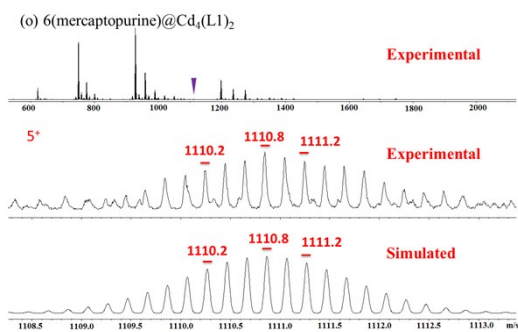 (o) 6(mercaptopurine)@Cd₄(L1)₂
Experimental
600 800 1000 1200 1400 1600 1800 2000
5⁺
Experimental
1110.2 1110.8 1111.2
Simulated
1110.2 1110.8 1111.2
1108.5 1109.0 1109.5 1110.0 1110.5 1111.0 1111.5 1112.0 1112.5 1113.0